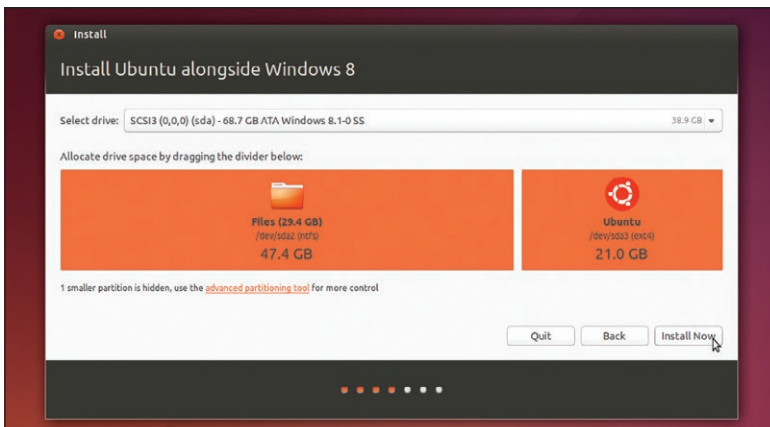 Install
Install Ubuntu alongside Windows 8
Select drive: SCSI3 (0,0,0) (sda) - 68.7 GB ATA Windows 8.1-0 SS 38.9 GB
Allocate drive space by dragging the divider below:
Files (29.4 GB)
/dev/sda2 (ntfs)
47.4 GB
Ubuntu
/dev/sda3 (ext4)
21.0 GB
1 smaller partition is hidden, use the advanced partitioning tool for more control
Quit Back Install Now